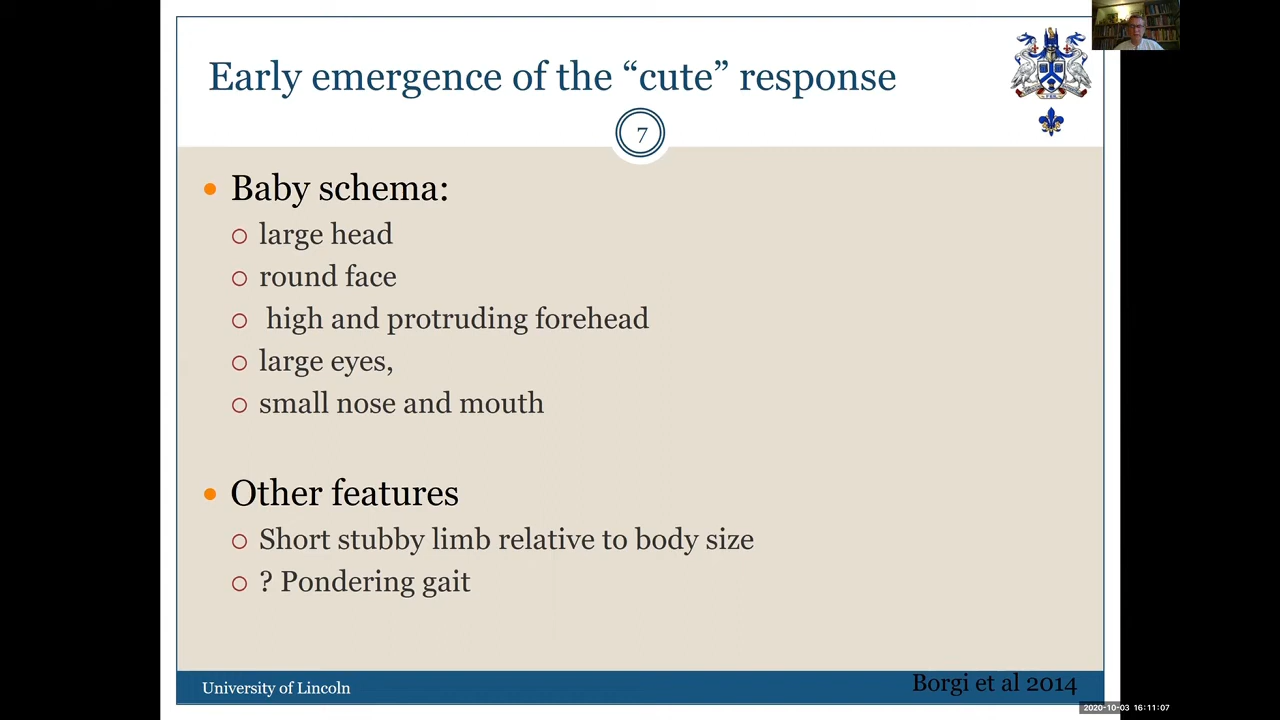 Early emergence of the “cute” response
7
Baby schema:
large head
round face
high and protruding forehead
large eyes,
small nose and mouth
Other features
Short stubby limb relative to body size
? Pondering gait
University of Lincoln
Borgi et al 2014
2020-10-03 16:11:07